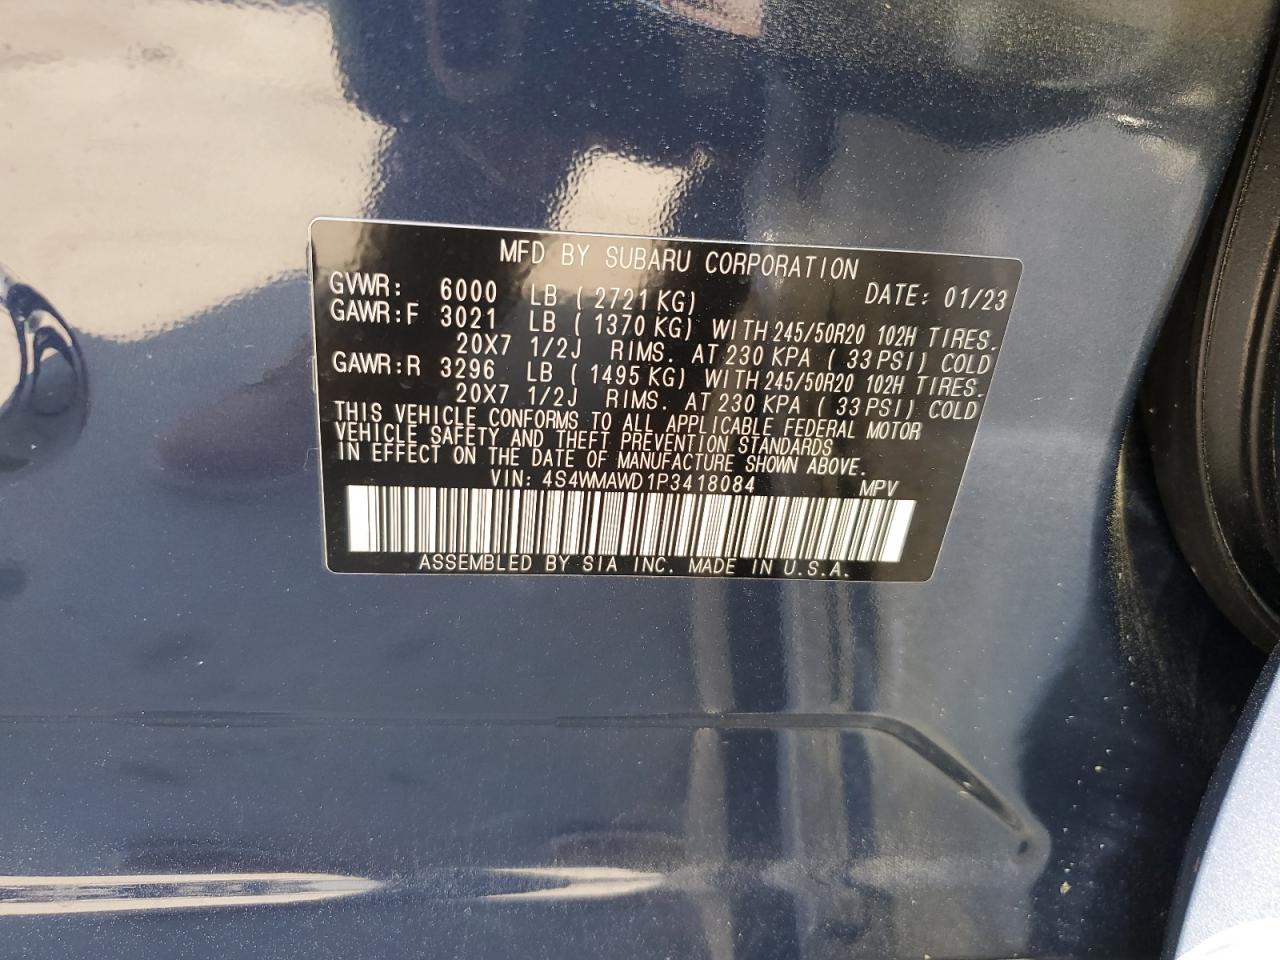 MFD BY SUBARU CORPORATION
GVWR: 6000 LB ( 2721 KG) DATE: 01/23
GAWR:F 3021 LB ( 1370 KG) WITH 245/50R20 102H TIRES.
20X7 1/2J RIMS. AT 230 KPA ( 33 PSI) COLD
GAWR:R 3296 LB ( 1495 KG) WITH 245/50R20 102H TIRES.
20X7 1/2J RIMS. AT 230 KPA ( 33 PSI) COLD
THIS VEHICLE CONFORMS TO ALL APPLICABLE FEDERAL MOTOR
VEHICLE SAFETY AND THEFT PREVENTION STANDARDS
IN EFFECT ON THE DATE OF MANUFACTURE SHOWN ABOVE.
VIN: 4S4WMAWD1P3418084 MPV
ASSEMBLED BY SIA INC. MADE IN U.S.A.